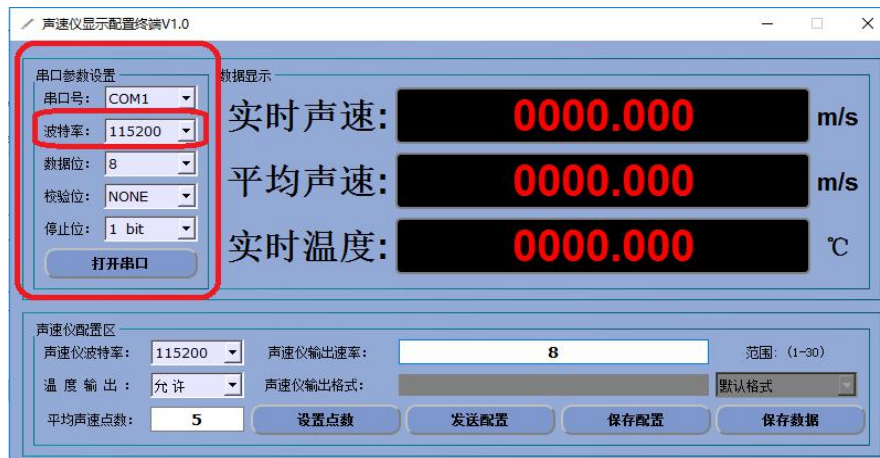 声速仪显示配置终端V1.0
串口参数设置
串口号: COM1
波特率: 115200
数据位: 8
校验位: NONE
停止位: 1 bit
打开串口
数据显示
实时声速: 0000.000 m/s
平均声速: 0000.000 m/s
实时温度: 0000.000 ℃
声速仪配置区
声速仪波特率: 115200 声速仪输出速率: 8 范围: (1-30)
温度输出: 允许 声速仪输出格式: 默认格式
平均声速点数: 5 设置点数 发送配置 保存配置 保存数据